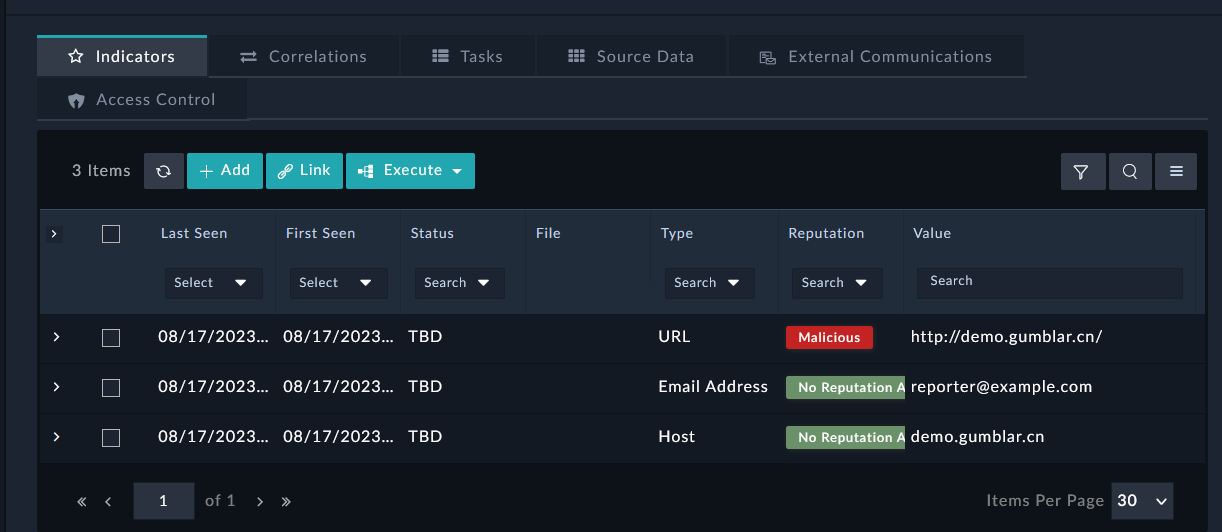 Indicators Correlations Tasks Source Data External Communications
Access Control
3 Items Add Link Execute
Last Seen First Seen Status File Type Reputation Value
Select Select Search Search Search Search
08/17/2023... 08/17/2023... TBD URL Malicious http://demo.gumblar.cn/
08/17/2023... 08/17/2023... TBD Email Address No Reputation A reporter@example.com
08/17/2023... 08/17/2023... TBD Host No Reputation A demo.gumblar.cn
« ‹ 1 of 1 › » Items Per Page 30